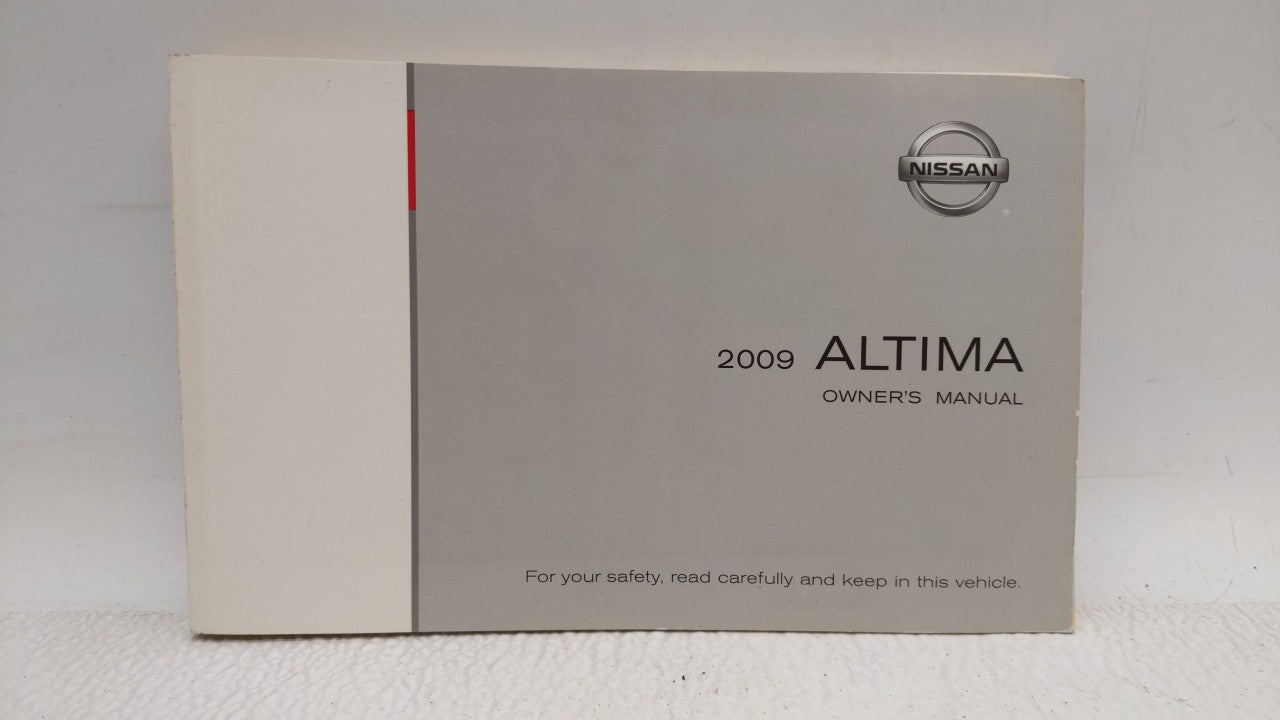 NISSAN
®
2009 ALTIMA
OWNER'S MANUAL
For your safety, read carefully and keep in this vehicle.